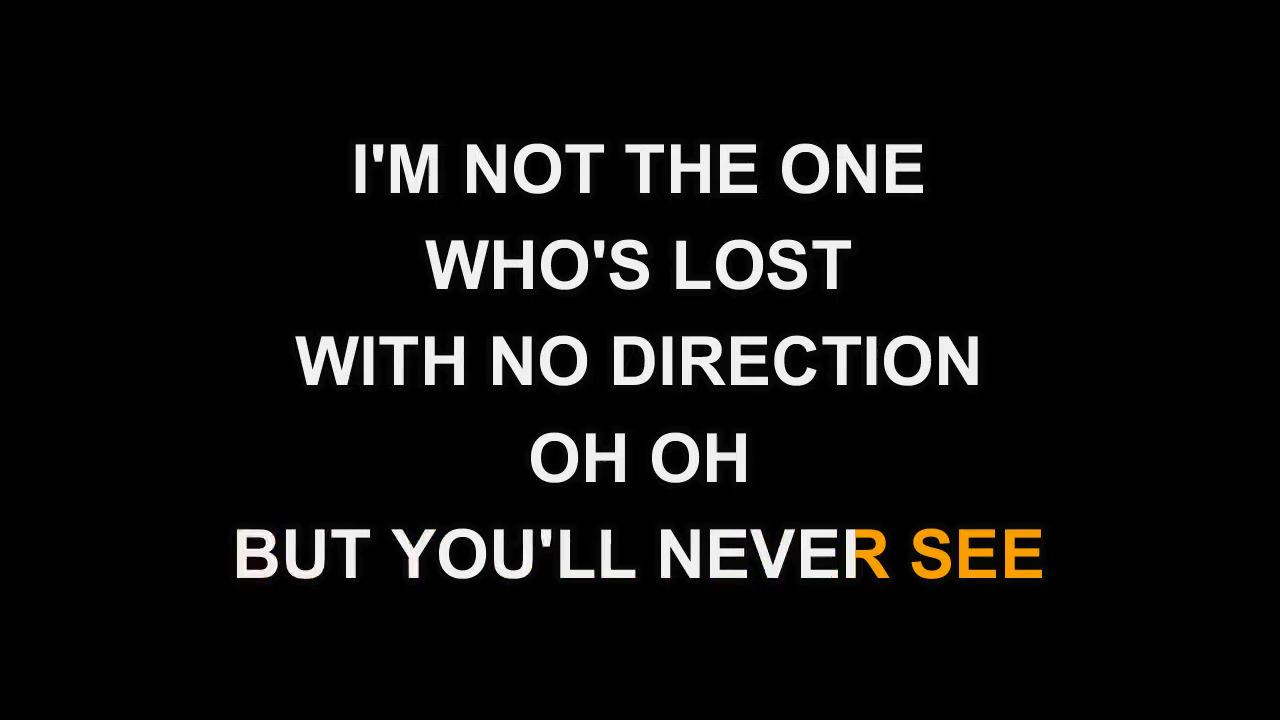 I'M NOT THE ONE
WHO'S LOST
WITH NO DIRECTION
OH OH
BUT YOU'LL NEVER SEE